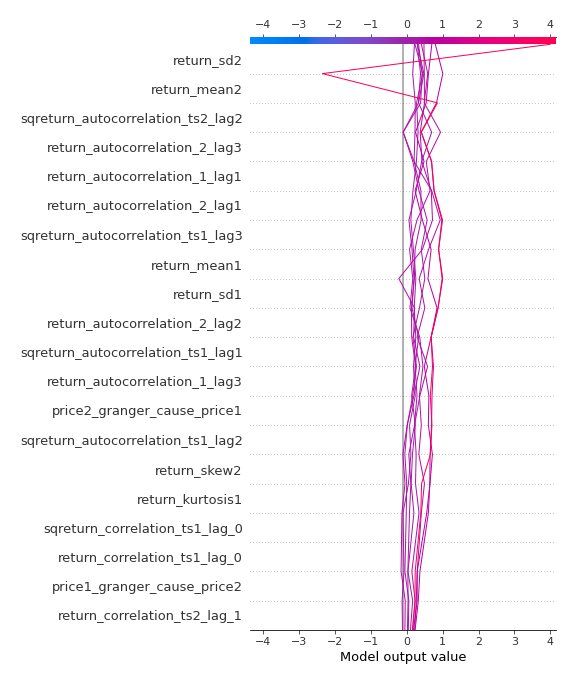 −4 −3 −2 −1 0 1 2 3 4
return_sd2
return_mean2
sqreturn_autocorrelation_ts2_lag2
return_autocorrelation_2_lag3
return_autocorrelation_1_lag1
return_autocorrelation_2_lag1
sqreturn_autocorrelation_ts1_lag3
return_mean1
return_sd1
return_autocorrelation_2_lag2
sqreturn_autocorrelation_ts1_lag1
return_autocorrelation_1_lag3
price2_granger_cause_price1
sqreturn_autocorrelation_ts1_lag2
return_skew2
return_kurtosis1
sqreturn_correlation_ts1_lag_0
return_correlation_ts1_lag_0
price1_granger_cause_price2
return_correlation_ts2_lag_1
−4 −3 −2 −1 0 1 2 3 4
Model output value